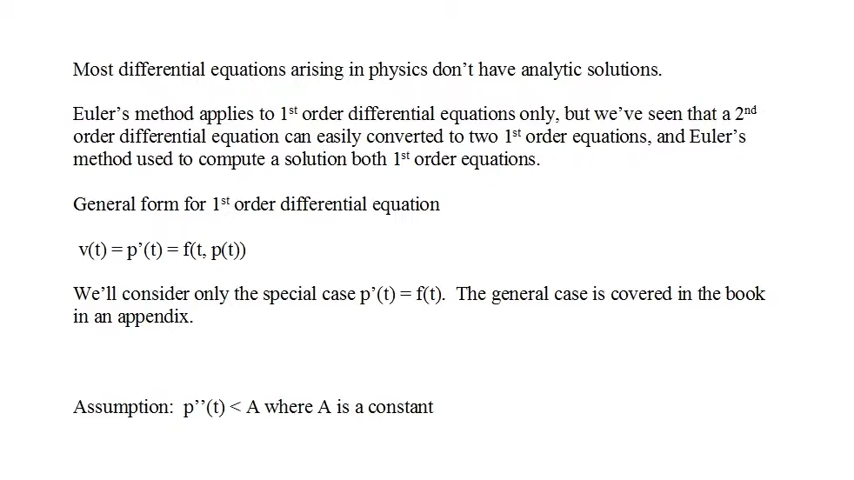 Most differential equations arising in physics don’t have analytic solutions.
Euler’s method applies to 1st order differential equations only, but we’ve seen that a 2nd
order differential equation can easily converted to two 1st order equations, and Euler’s
method used to compute a solution both 1st order equations.
General form for 1st order differential equation
v(t) = p’(t) = f(t, p(t))
We’ll consider only the special case p’(t) = f(t).  The general case is covered in the book
in an appendix.
Assumption:  p’’(t) < A where A is a constant